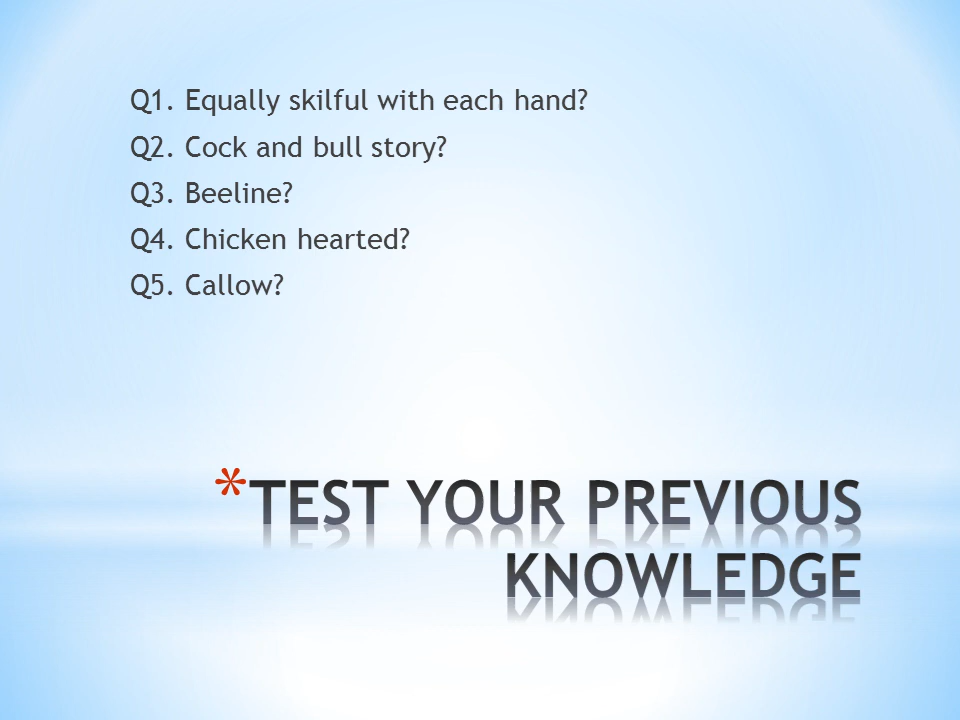 Q1. Equally skilful with each hand?
Q2. Cock and bull story?
Q3. Beeline?
Q4. Chicken hearted?
Q5. Callow?
*TEST YOUR PREVIOUS
KNOWLEDGE